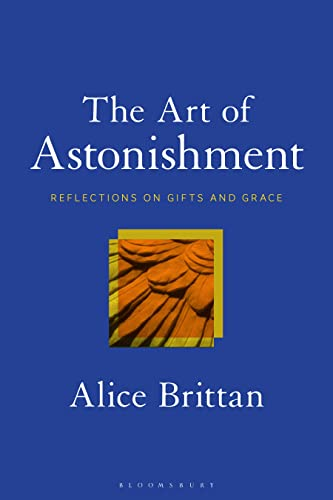 The Art of
Astonishment
REFLECTIONS ON GIFTS AND GRACE
Alice Brittan
BLOOMSBURY